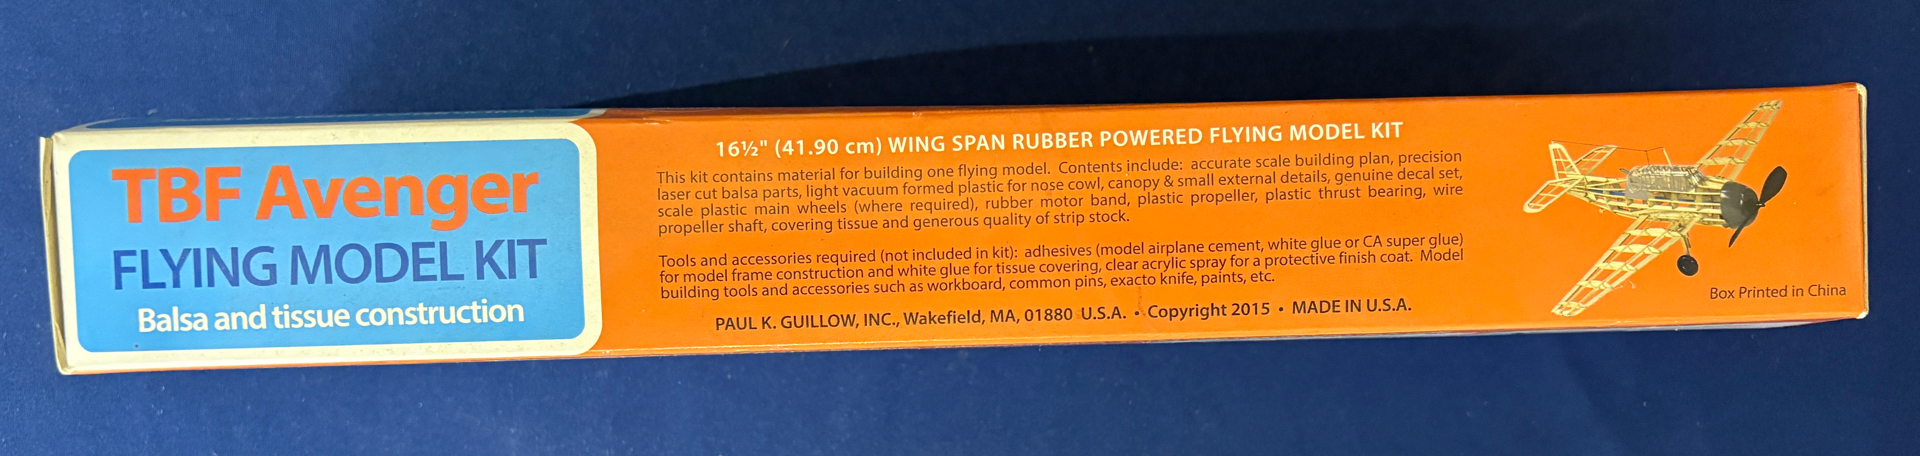 TBF Avenger
FLYING MODEL KIT
Balsa and tissue construction
16½" (41.90 cm) WING SPAN RUBBER POWERED FLYING MODEL KIT
This kit contains material for building one flying model. Contents include: accurate scale building plan, precision
laser cut balsa parts, light vacuum formed plastic for nose cowl, canopy & small external details, genuine decal set,
scale plastic main wheels (where required), rubber motor band, plastic propeller, plastic thrust bearing, wire
propeller shaft, covering tissue and generous quality of strip stock.
Tools and accessories required (not included in kit): adhesives (model airplane cement, white glue or CA super glue)
for model frame construction and white glue for tissue covering, clear acrylic spray for a protective finish coat. Model
building tools and accessories such as workboard, common pins, exacto knife, paints, etc.
PAUL K. GUILLOW, INC., Wakefield, MA, 01880 U.S.A. • Copyright 2015 • MADE IN U.S.A.
Box Printed in China